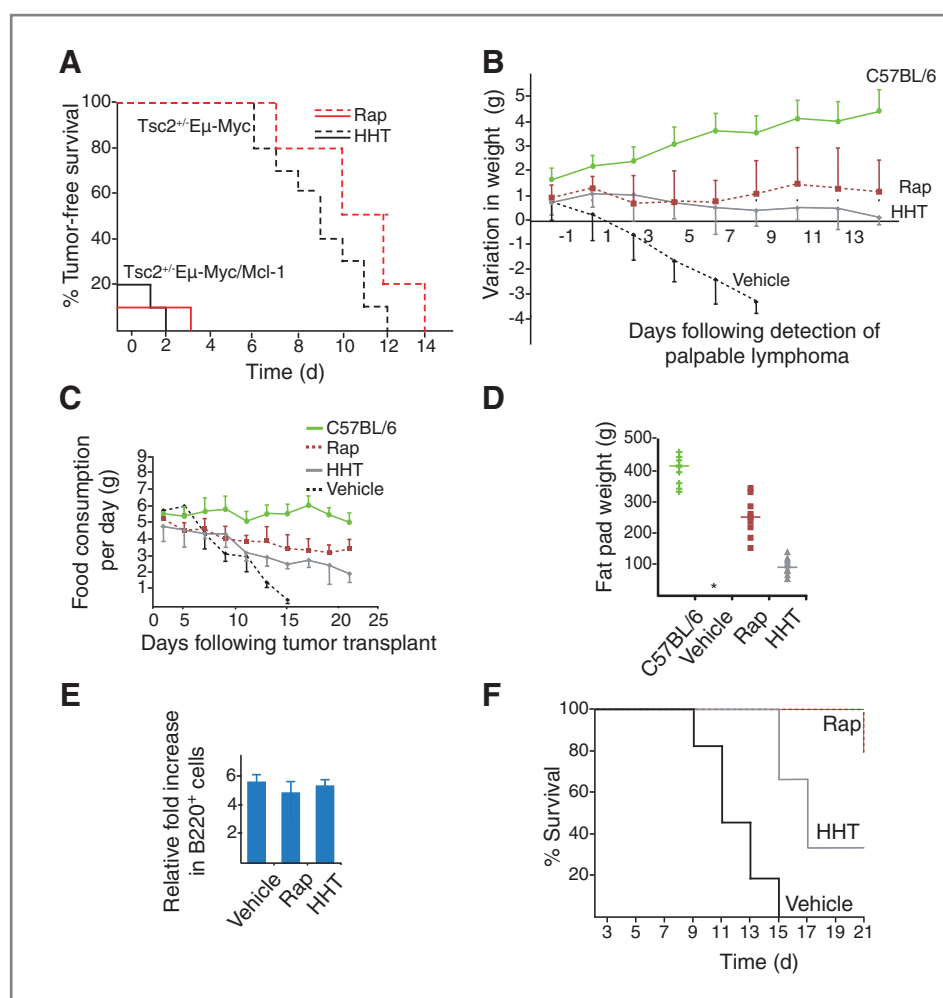 A
100
80
60
40
20
% Tumor-free survival
Tsc2+/-Eμ-Myc
Rap
HHT
Tsc2+/-Eμ-Myc/Mcl-1
0 2 4 6 8 10 12 14
Time (d)
B
C57BL/6
5
4
3
2
1
0
-1
-2
-3
-4
Variation in weight (g)
Rap
HHT
-1 1 3 5 7 9 11 13
Vehicle
Days following detection of
palpable lymphoma
C
C57BL/6
Rap
HHT
Vehicle
Food consumption
per day (g)
9
8
7
6
5
4
3
2
1
0 5 10 15 20 25
Days following tumor transplant
D
Fat pad weight (g)
500
400
300
200
100
*
C57BL/6
Vehicle
Rap
HHT
E
Relative fold increase
in B220+ cells
6
4
2
Vehicle
Rap
HHT
F
100
80
60
40
20
% Survival
Rap
HHT
Vehicle
3 5 7 9 11 13 15 17 19 21
Time (d)